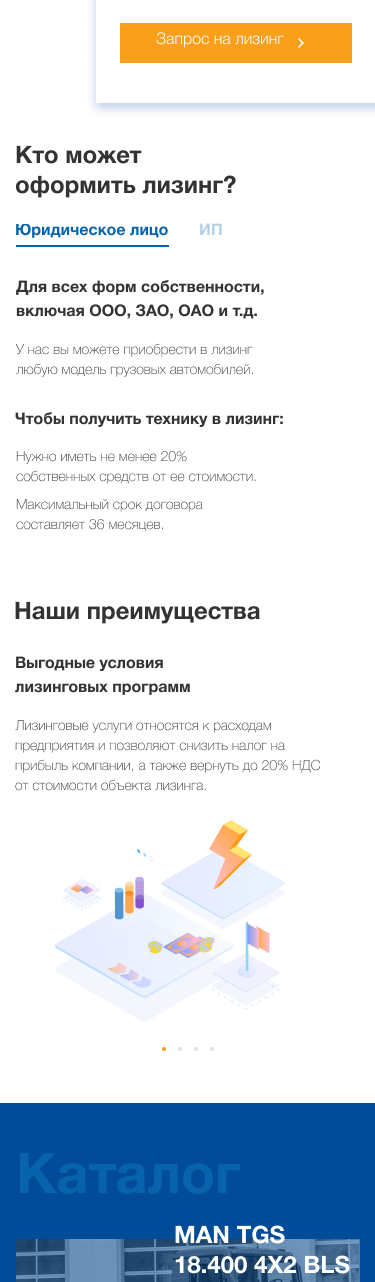 Запрос на лизинг
Кто может
оформить лизинг?
Юридическое лицо ИП
Для всех форм собственности,
включая ООО, ЗАО, ОАО и т.д.
У нас вы можете приобрести в лизинг
любую модель грузовых автомобилей.
Чтобы получить технику в лизинг:
Нужно иметь не менее 20%
собственных средств от ее стоимости.
Максимальный срок договора
составляет 36 месяцев.
Наши преимущества
Выгодные условия
лизинговых программ
Лизинговые услуги относятся к расходам
предприятия и позволяют снизить налог на
прибыль компании, а также вернуть до 20% НДС
от стоимости объекта лизинга.
Каталог
MAN TGS
18.400 4X2 BLS